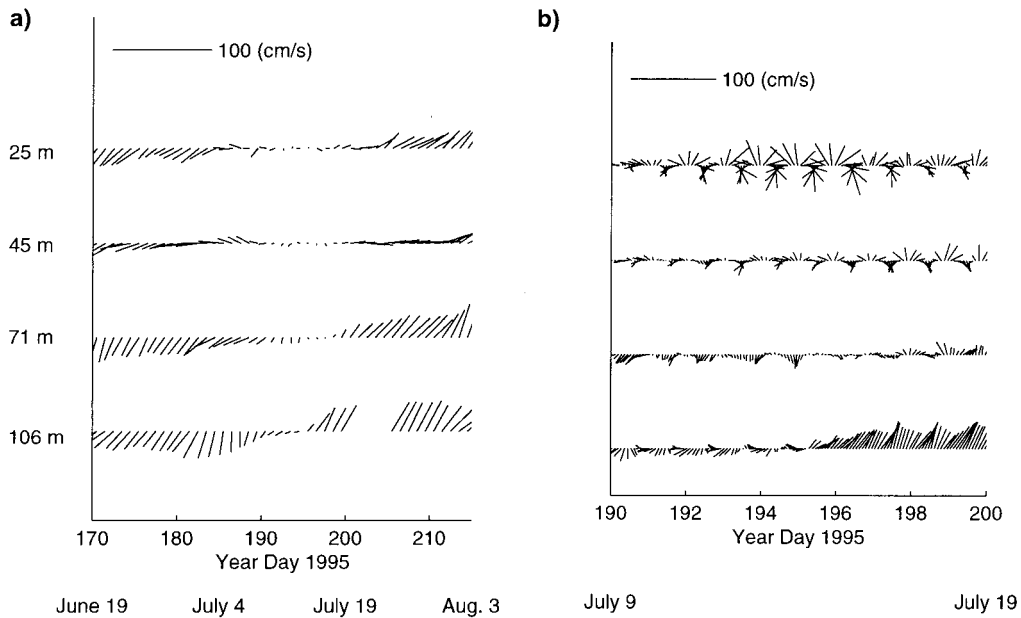 a)
100 (cm/s)
25 m
45 m
71 m
106 m
170 180 190 200 210
Year Day 1995
June 19 July 4 July 19 Aug. 3
b)
100 (cm/s)
190 192 194 196 198 200
Year Day 1995
July 9 July 19